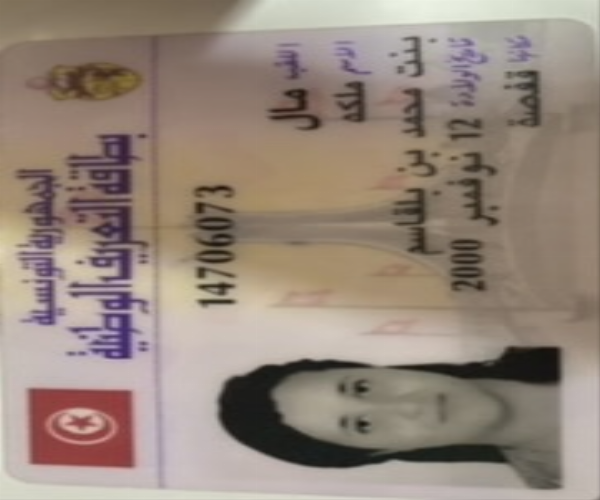 الجمهورية التونسية
بطاقة التعريف الوطنية
14706073
اللقب مال
الاسم ملكه
بنت محمد بن بلقاسم
تاريخ الولادة 12 نوفمبر 2000
مكانها قفصة